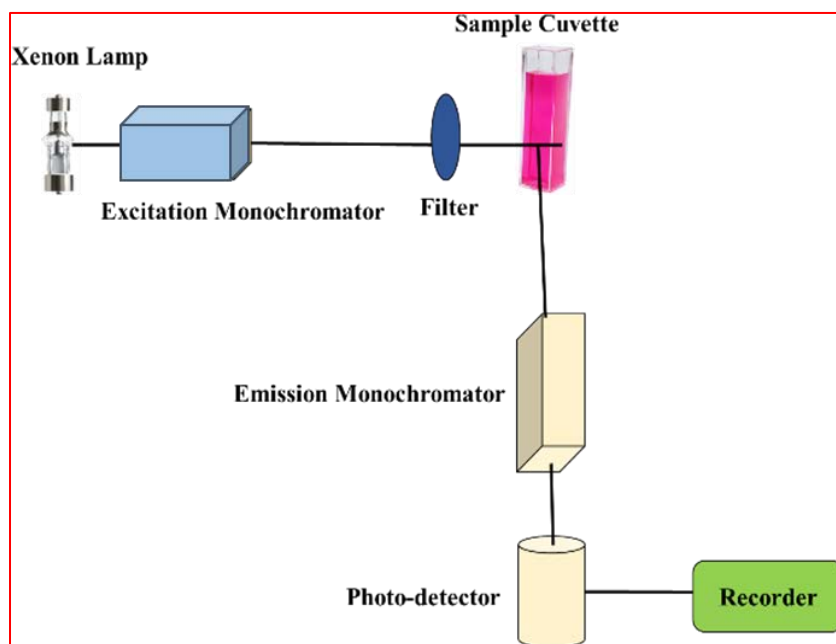 Sample Cuvette
Xenon Lamp
Excitation Monochromator
Filter
Emission Monochromator
Photo-detector
Recorder